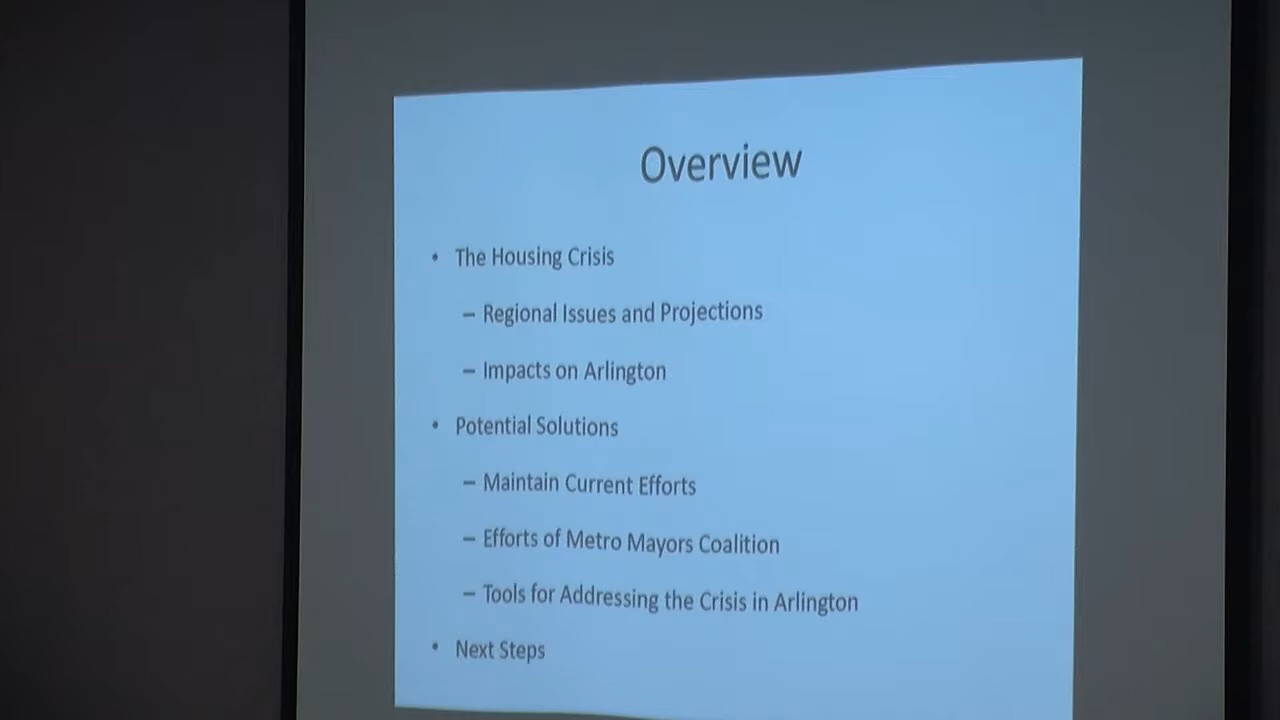 Overview
• The Housing Crisis
– Regional Issues and Projections
– Impacts on Arlington
• Potential Solutions
– Maintain Current Efforts
– Efforts of Metro Mayors Coalition
– Tools for Addressing the Crisis in Arlington
• Next Steps